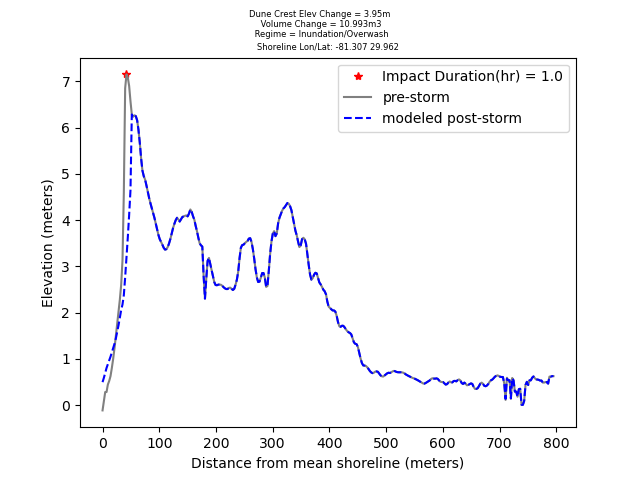 Dune Crest Elev Change = 3.95m
Volume Change = 10.993m3
Regime = Inundation/Overwash
Shoreline Lon/Lat: -81.307 29.962
Impact Duration(hr) = 1.0
pre-storm
modeled post-storm
Elevation (meters)
7
6
5
4
3
2
1
0
0 100 200 300 400 500 600 700 800
Distance from mean shoreline (meters)